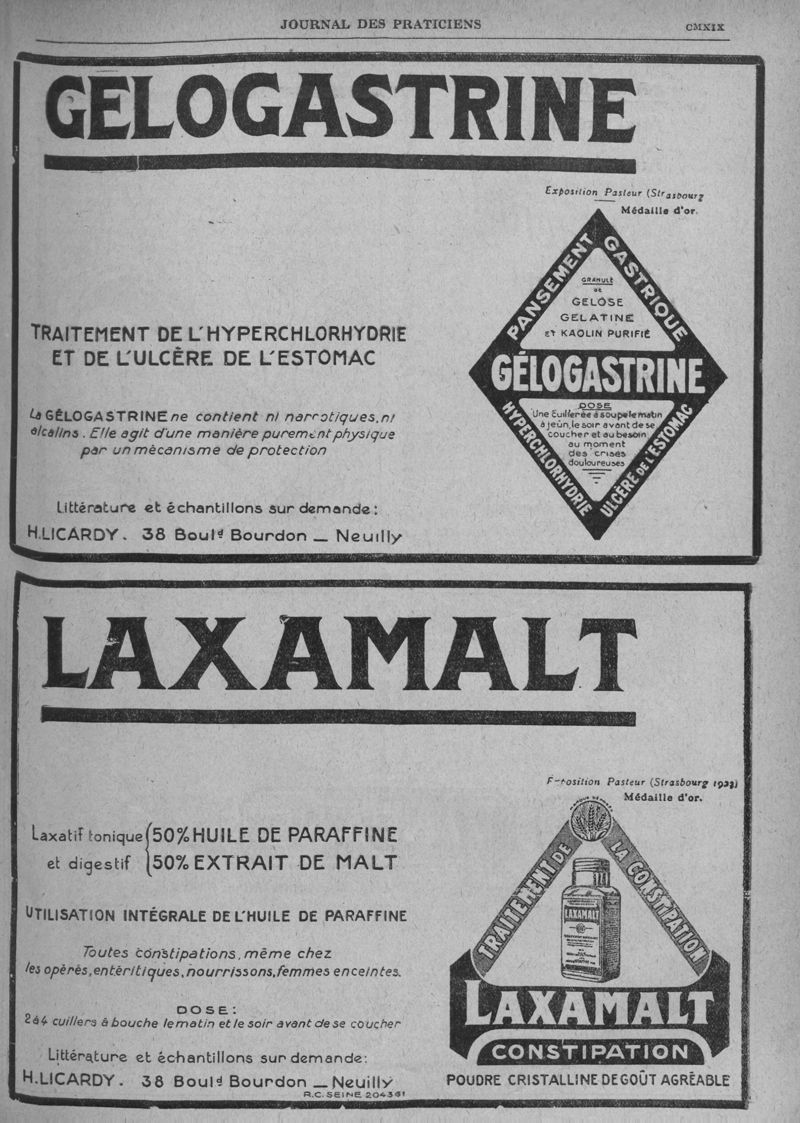 JOURNAL DES PRATICIENS
CMXIX
GÉLOGASTRINE
Exposition Pasteur (Strasbourg
Médaille d'or.
PANSEMENT GASTRIQUE
GRANULÉ
de
GELOSE
GELATINE
ET KAOLIN PURIFIÉ
GÉLOGASTRINE
DOSE
Une Cuillerée à soupe le matin
à jeun, le soir avant de se
coucher et au besoin
au moment
des crises
douloureuses
HYPERCHLORHYDRIE
ULCÈRE DE L'ESTOMAC
TRAITEMENT DE L'HYPERCHLORHYDRIE
ET DE L'ULCÈRE DE L'ESTOMAC
La GÉLOGASTRINE ne contient ni narcotiques, ni
alcalins. Elle agit d'une manière purement physique
par un mécanisme de protection
Littérature et échantillons sur demande:
H. LICARDY. 38 Boulᵈ Bourdon _ Neuilly
LAXAMALT
Exposition Pasteur (Strasbourg 1923)
Médaille d'or.
Laxatif tonique 50% HUILE DE PARAFFINE
et digestif 50% EXTRAIT DE MALT
UTILISATION INTÉGRALE DE L'HUILE DE PARAFFINE
Toutes constipations, même chez
les opérés, entéritiques, nourrissons, femmes enceintes.
DOSE:
2 à 4 cuillers à bouche le matin et le soir avant de se coucher
Littérature et échantillons sur demande:
H. LICARDY. 38 Boulᵈ Bourdon _ Neuilly
R.C. SEINE 204361
TRAITEMENT DE
LA CONSTIPATION
LAXAMALT
LAXAMALT
CONSTIPATION
POUDRE CRISTALLINE DE GOÛT AGRÉABLE